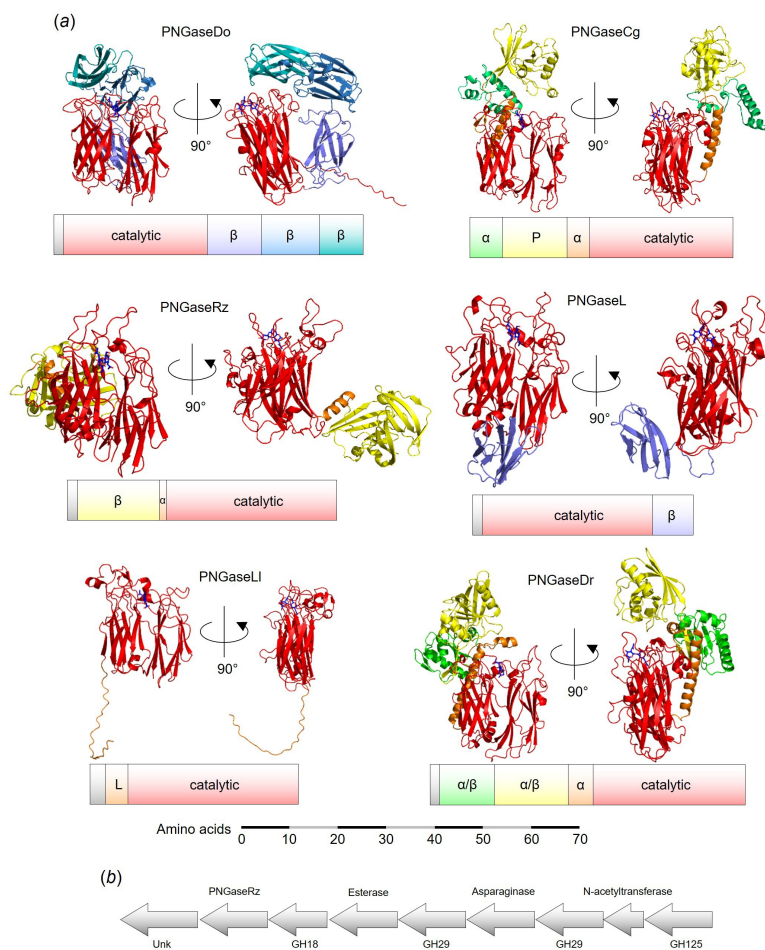 (a)
PNGaseDo
PNGaseCg
90°
90°
catalytic β β β
α P α catalytic
PNGaseRz
PNGaseL
90°
90°
β α catalytic
catalytic β
PNGaseLl
PNGaseDr
90°
90°
L catalytic
α/β α/β α catalytic
Amino acids
0 10 20 30 40 50 60 70
(b)
PNGaseRz Esterase Asparaginase N-acetyltransferase
Unk GH18 GH29 GH29 GH125